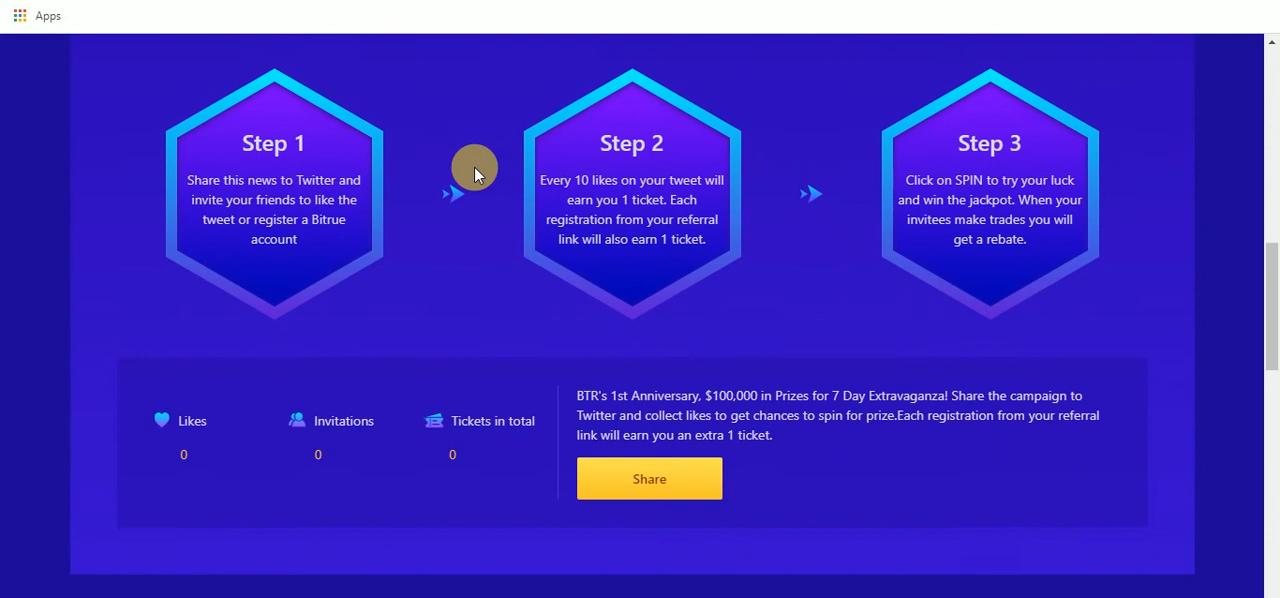 Apps
Step 1
Share this news to Twitter and
invite your friends to like the
tweet or register a Bitrue
account
Step 2
Every 10 likes on your tweet will
earn you 1 ticket. Each
registration from your referral
link will also earn 1 ticket.
Step 3
Click on SPIN to try your luck
and win the jackpot. When your
invitees make trades you will
get a rebate.
Likes
0
Invitations
0
Tickets in total
0
BTR's 1st Anniversary, $100,000 in Prizes for 7 Day Extravaganza! Share the campaign to
Twitter and collect likes to get chances to spin for prize.Each registration from your referral
link will earn you an extra 1 ticket.
Share